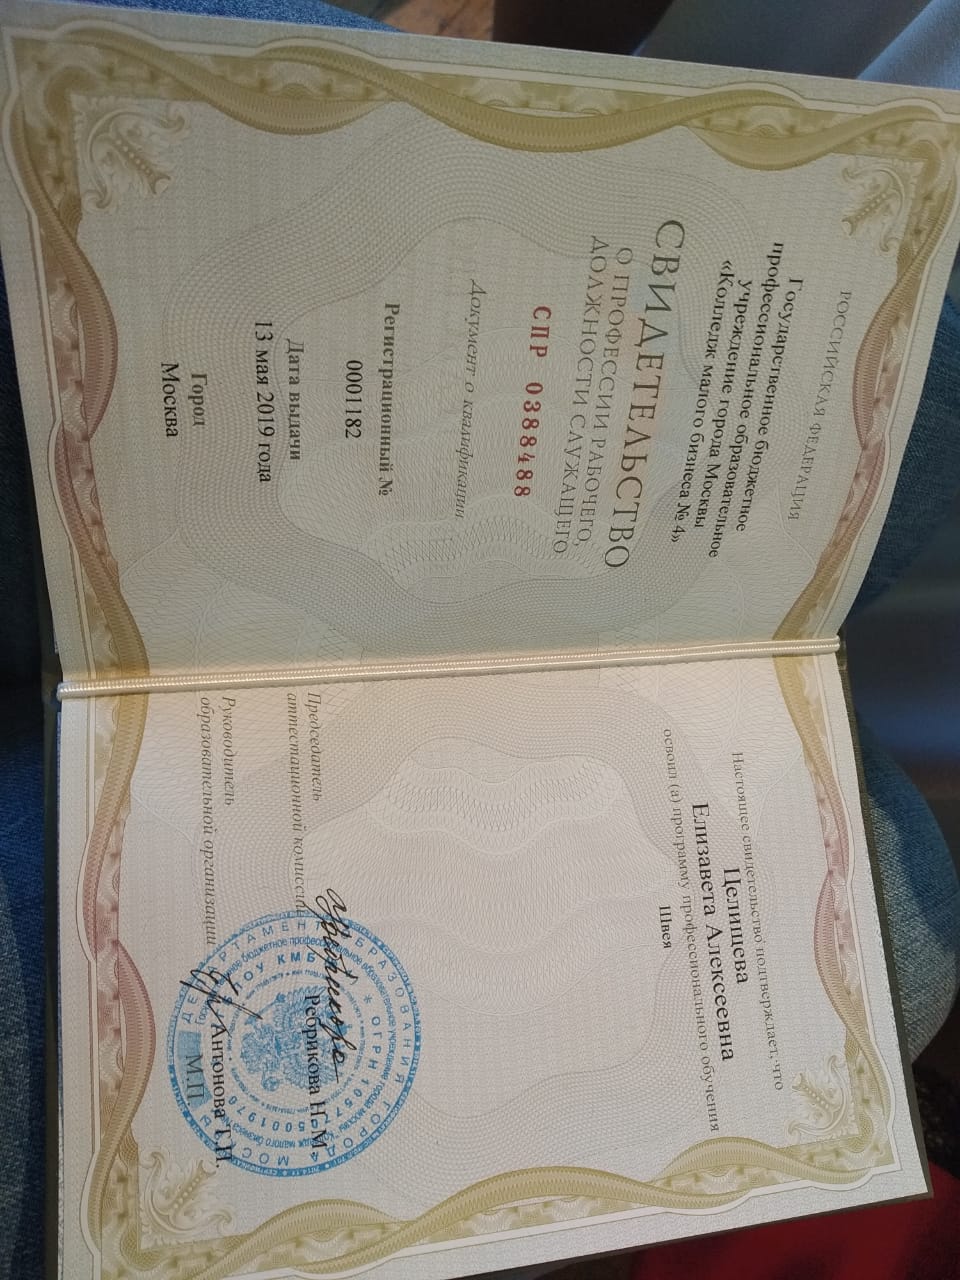 РОССИЙСКАЯ ФЕДЕРАЦИЯ
Государственное бюджетное
профессиональное образовательное
учреждение города Москвы
«Колледж малого бизнеса № 4»
СВИДЕТЕЛЬСТВО
О ПРОФЕССИИ РАБОЧЕГО,
ДОЛЖНОСТИ СЛУЖАЩЕГО
СПР 0388488
Документ о квалификации
Регистрационный №
0001182
Дата выдачи
13 мая 2019 года
Город
Москва
Настоящее свидетельство подтверждает, что
Целищева
Елизавета Алексеевна
освоил (а) программу профессионального обучения
Швея
Председатель
аттестационной комиссии
Ребрикова Н. М.
Руководитель
образовательной организации
Антонова Т.Н.
М.П.